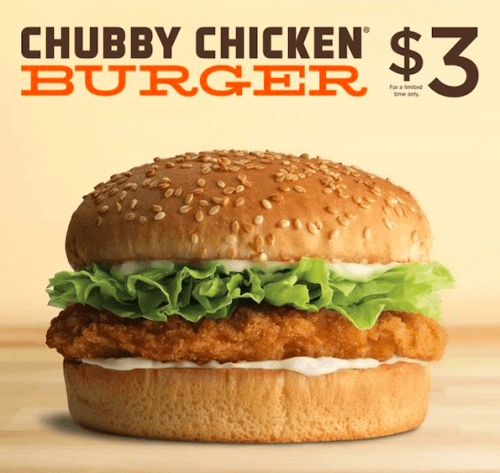 CHUBBY CHICKEN®
BURGER
$3
For a limited
time only.